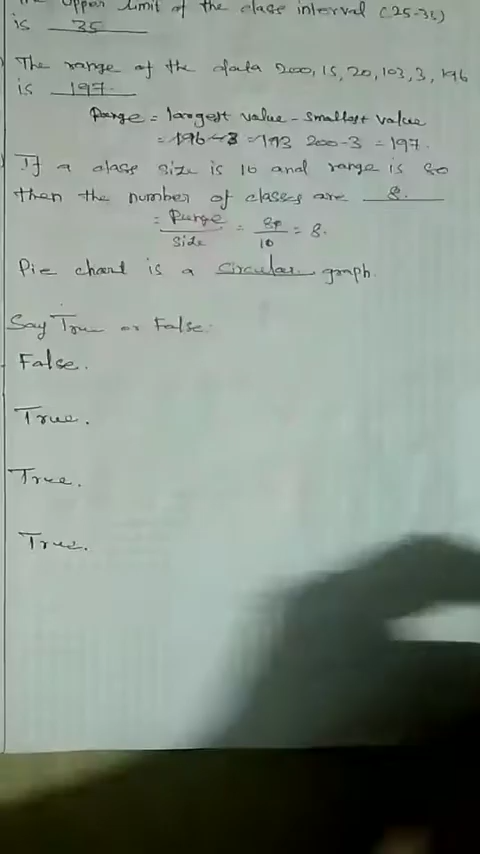 The upper limit of the class interval (25-35)
is 35
The range of the data 200, 15, 20, 103, 3, 196
is 197.
Range = largest value - smallest value
= 196 - 3 = 193 200-3 = 197.
If a class size is 10 and range is 80
then the number of classes are 8.
= Range/Side = 80/10 = 8.
Pie chart is a circular graph.
Say True or False:
False.
True.
True.
True.